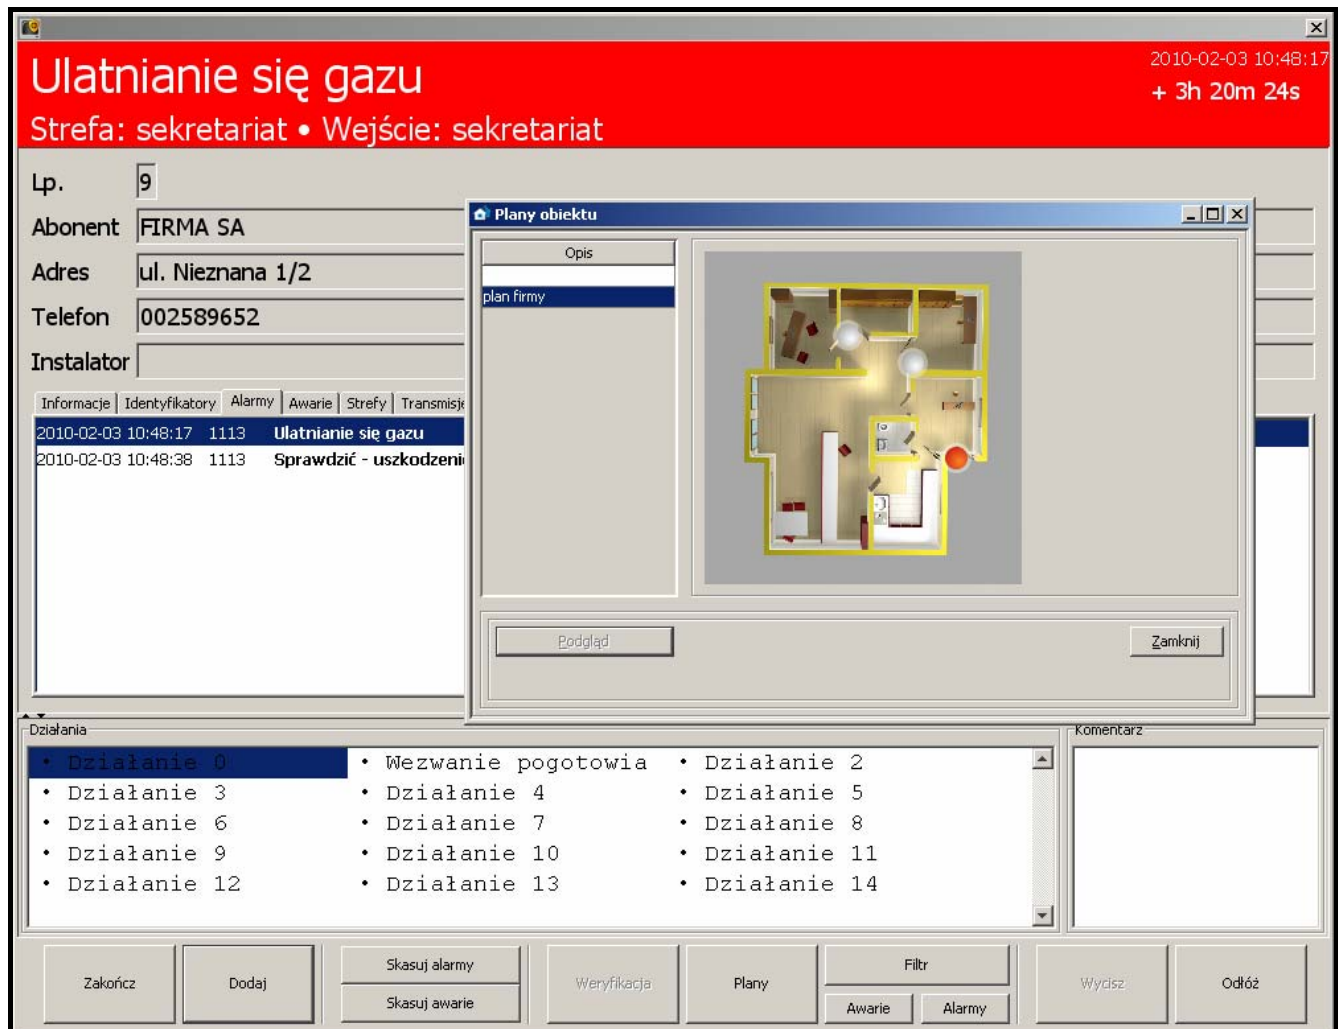 2010-02-03 10:48:17
Ulatnianie się gazu
+ 3h 20m 24s
Strefa: sekretariat • Wejście: sekretariat
Lp. 9
Abonent FIRMA SA
Adres ul. Nieznana 1/2
Telefon 002589652
Instalator
Informacje Identyfikatory Alarmy Awarie Strefy Transmisje
2010-02-03 10:48:17 1113 Ulatnianie się gazu
2010-02-03 10:48:38 1113 Sprawdzić - uszkodzenie
Plany obiektu
Opis
plan firmy
Podgląd Zamknij
Działania
• Działanie 0 • Wezwanie pogotowia • Działanie 2
• Działanie 3 • Działanie 4 • Działanie 5
• Działanie 6 • Działanie 7 • Działanie 8
• Działanie 9 • Działanie 10 • Działanie 11
• Działanie 12 • Działanie 13 • Działanie 14
Komentarz
Zakończ
Dodaj
Skasuj alarmy
Skasuj awarie
Weryfikacja
Plany
Filtr
Awarie Alarmy
Wycisz
Odłóż